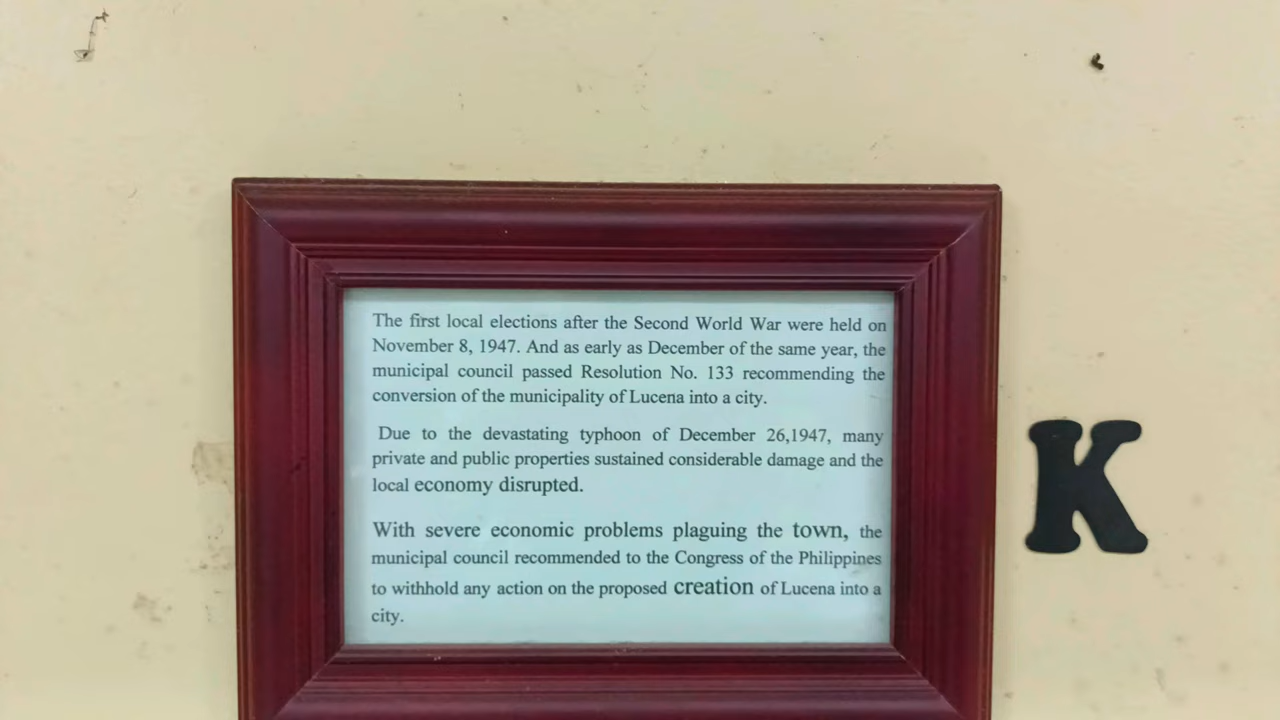 The first local elections after the Second World War were held on
November 8, 1947. And as early as December of the same year, the
municipal council passed Resolution No. 133 recommending the
conversion of the municipality of Lucena into a city.
Due to the devastating typhoon of December 26,1947, many
private and public properties sustained considerable damage and the
local economy disrupted.
With severe economic problems plaguing the town, the
municipal council recommended to the Congress of the Philippines
to withhold any action on the proposed creation of Lucena into a
city.
K